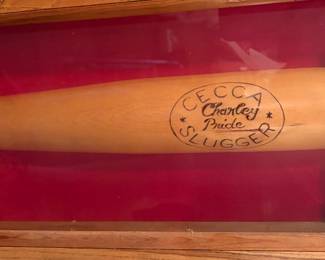 CECCA
Charley
* Pride *
SLUGGER